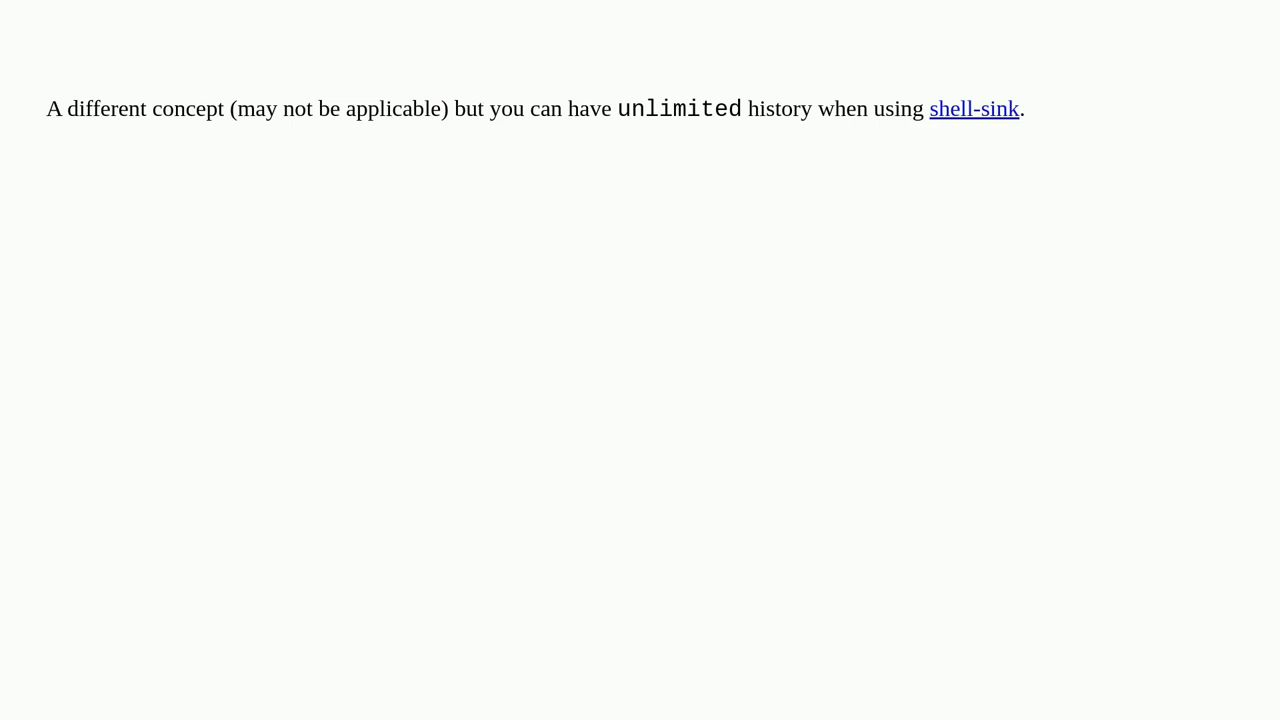 A different concept (may not be applicable) but you can have unlimited history when using shell-sink.